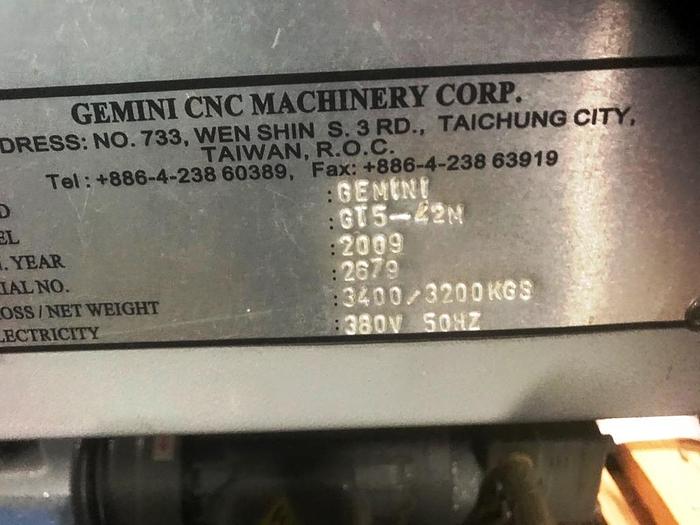 GEMINI CNC MACHINERY CORP.
DRESS: NO. 733, WEN SHIN S. 3 RD., TAICHUNG CITY,
TAIWAN, R.O.C.
Tel : +886-4-238 60389, Fax: +886-4-238 63919
D :GEMINI
EL :GT5-42M
. YEAR :2009
IAL NO. :2679
OSS / NET WEIGHT :3400/3200KGS
LECTRICITY :380V 50HZ